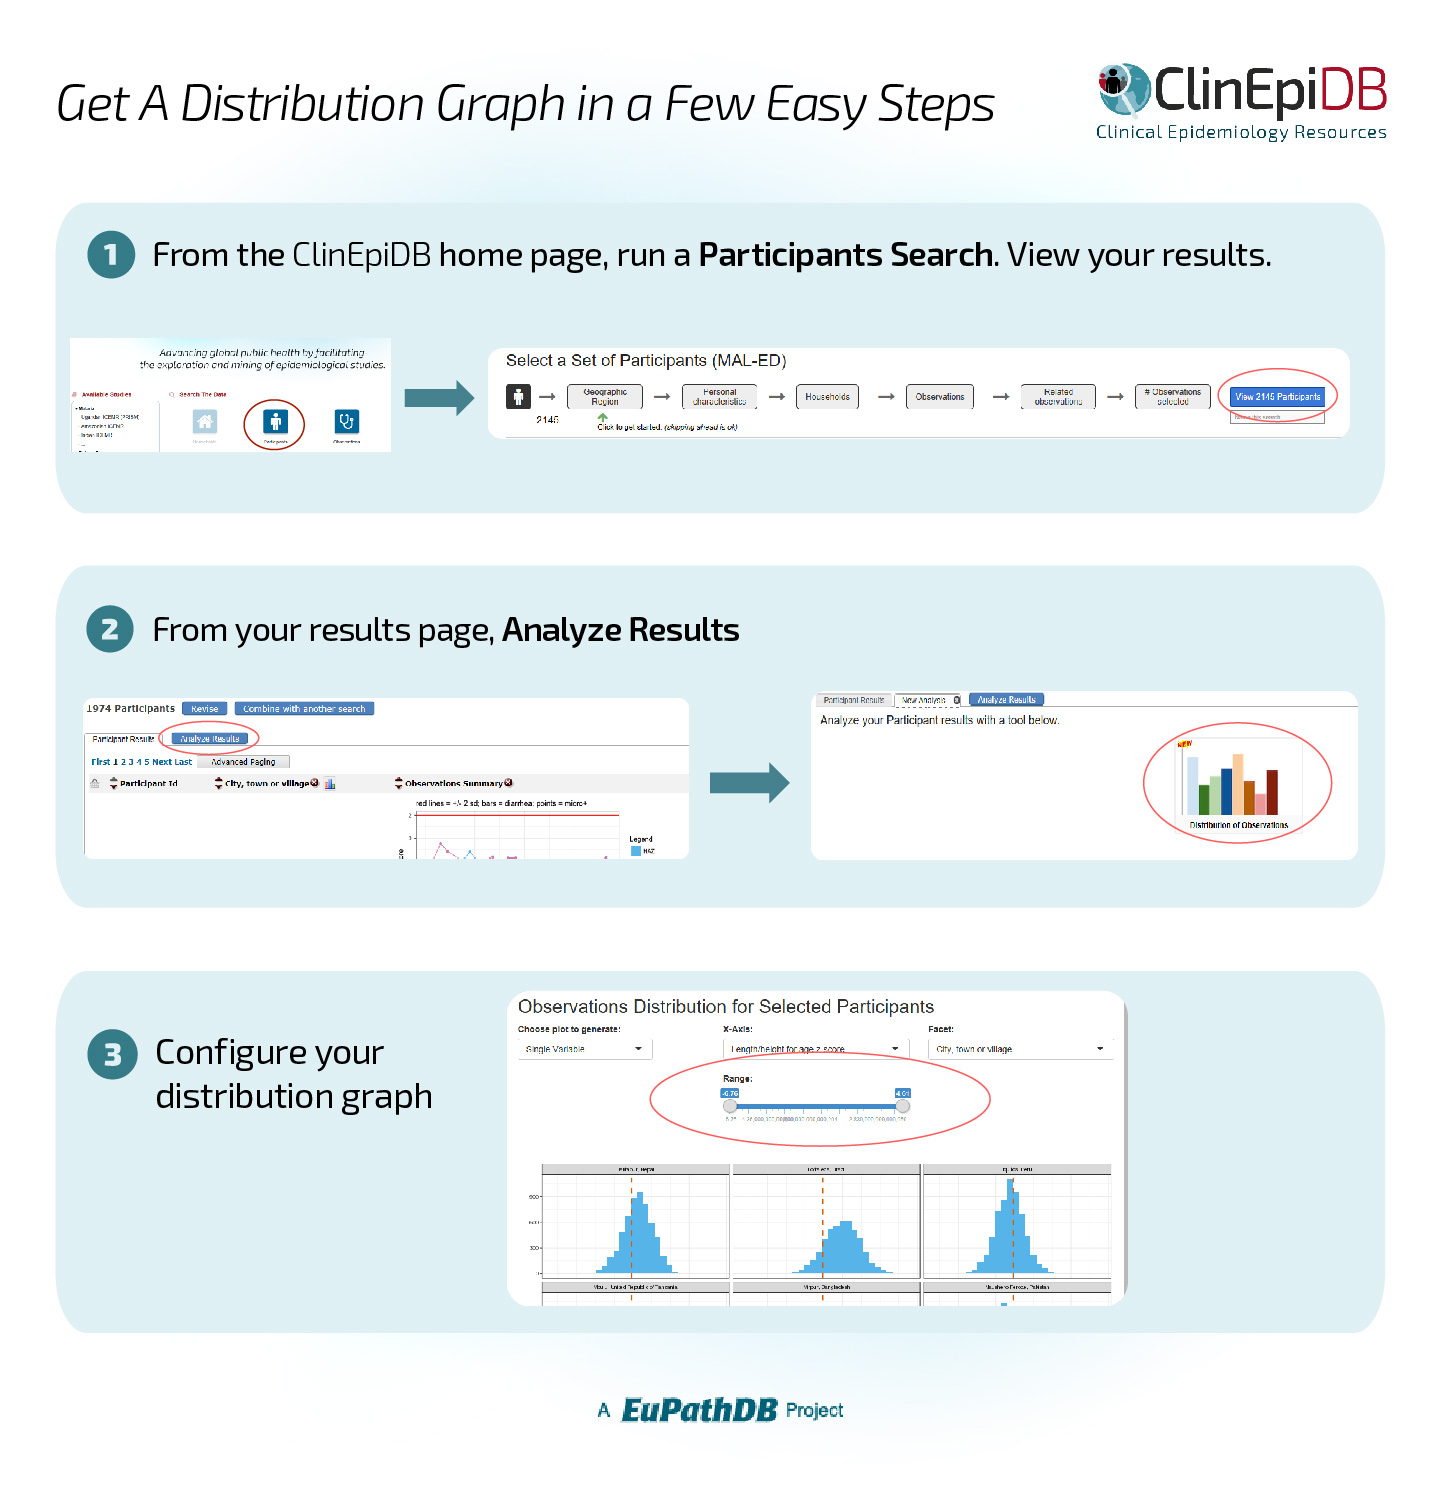 Get A Distribution Graph in a Few Easy Steps
ClinEpiDB
Clinical Epidemiology Resources
1 From the ClinEpiDB home page, run a Participants Search. View your results.
Advancing global public health by facilitating
the exploration and mining of epidemiological studies.
Available Studies
Search The Data
Malaria
Participants
Observations
Select a Set of Participants (MAL-ED)
Geographic
Region
Personal
characteristics
Households
Observations
Related
observations
# Observations
selected
View 2145 Participants
2145
Click to get started. (skipping ahead is ok)
2 From your results page, Analyze Results
1974 Participants Revise Combine with another search
Participant Results Analyze Results
First 1 2 3 4 5 Next Last Advanced Paging
Participant Id City, town or village Observations Summary
red lines = +/- 2 sd; bars = diarrhea; points = micro+
2
Legend
HAZ
Participant Results New Analysis Analyze Results
Analyze your Participant results with a tool below.
NEW!
Distribution of Observations
3 Configure your
distribution graph
Observations Distribution for Selected Participants
Choose plot to generate: X-Axis: Facet:
Single Variable Length/height for age z-score City, town or village
Range:
-6.76 4.61
900
600
300
0
Mirpur, Bangladesh
A EuPathDB Project